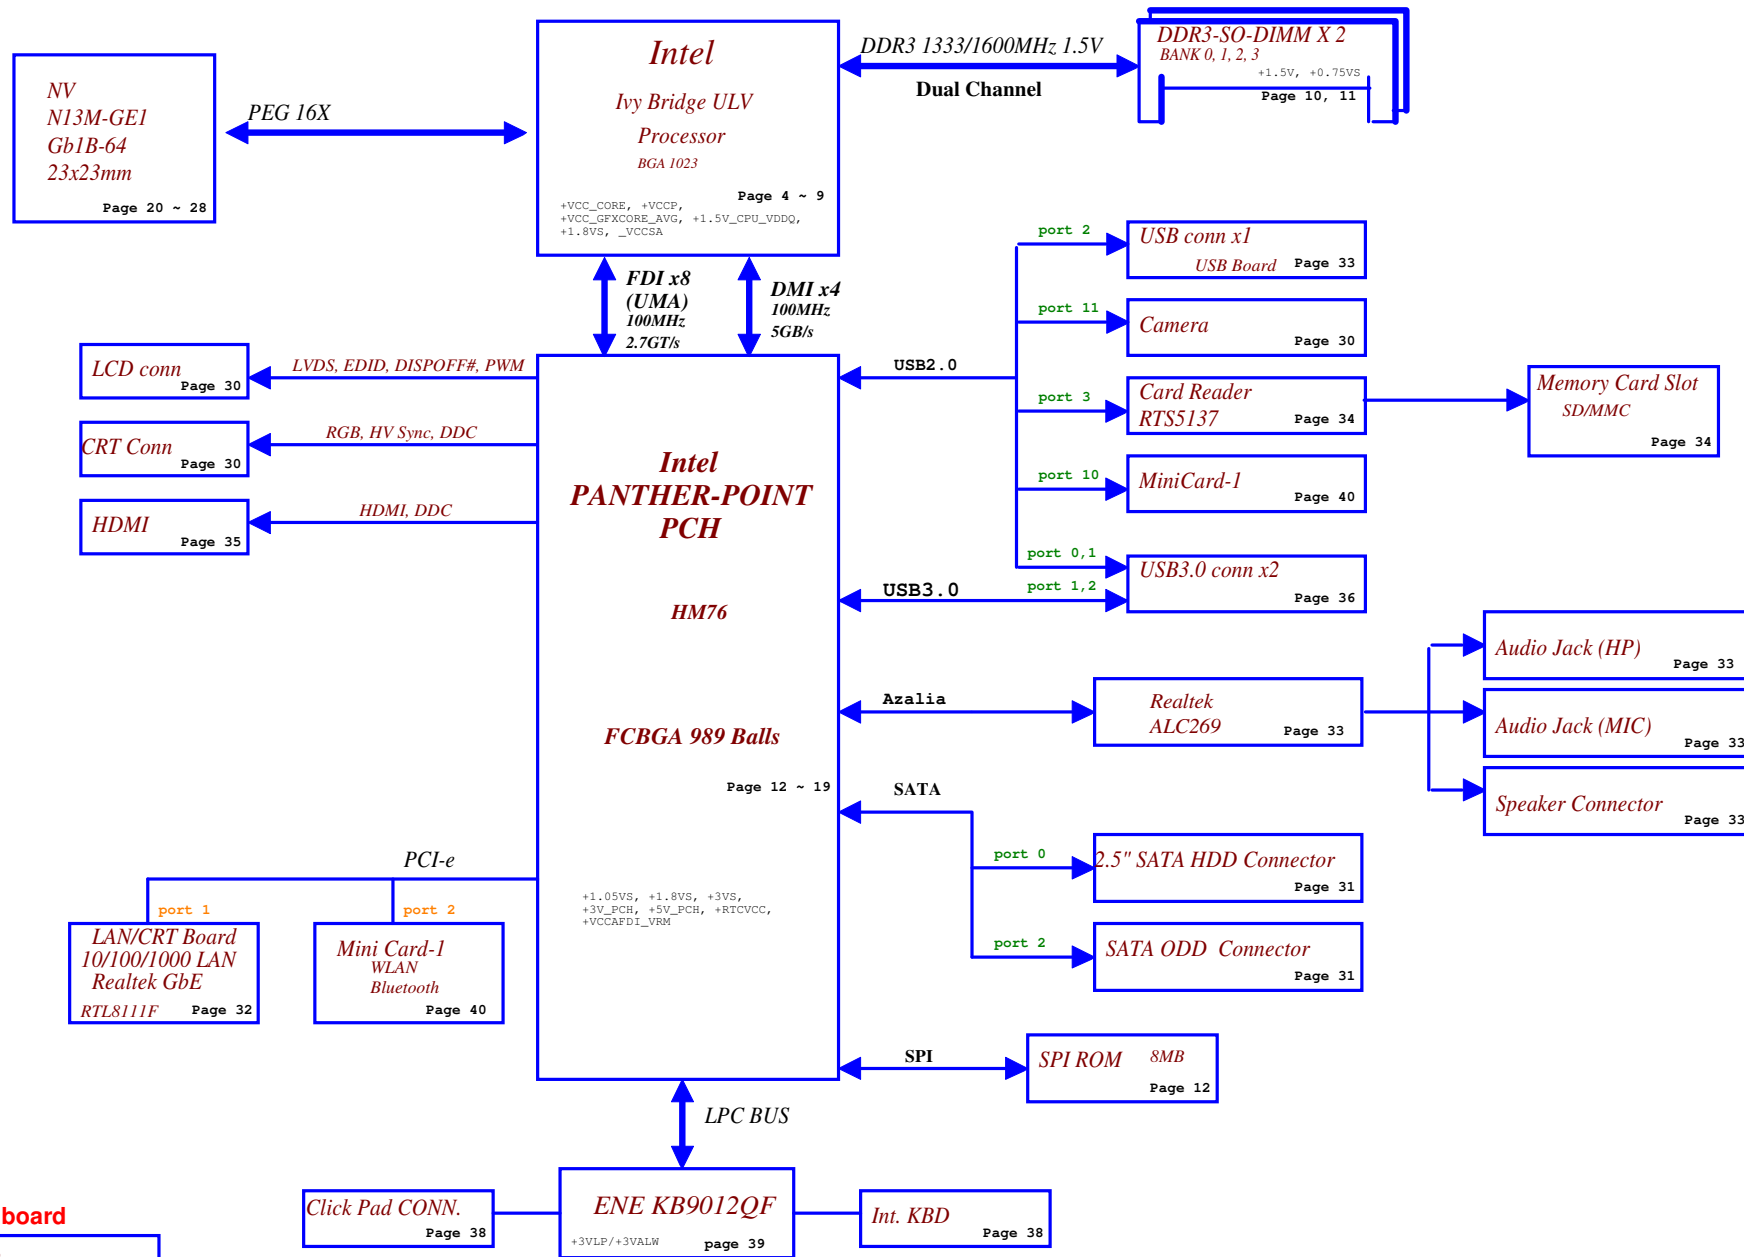 NV
N13M-GE1
Gb1B-64
23x23mm
Page 20 ~ 28
PEG 16X
Intel
Ivy Bridge ULV
Processor
BGA 1023
Page 4 ~ 9
+VCC_CORE, +VCCP,
+VCC_GFXCORE_AVG, +1.5V_CPU_VDDQ,
+1.8VS, _VCCSA
DDR3 1333/1600MHz 1.5V
Dual Channel
DDR3-SO-DIMM X 2
BANK 0, 1, 2, 3
+1.5V, +0.75VS
Page 10, 11
FDI x8
(UMA)
100MHz
2.7GT/s
DMI x4
100MHz
5GB/s
LCD conn
Page 30
LVDS, EDID, DISPOFF#, PWM
CRT Conn
Page 30
RGB, HV Sync, DDC
HDMI
Page 35
HDMI, DDC
Intel
PANTHER-POINT
PCH
HM76
FCBGA 989 Balls
Page 12 ~ 19
+1.05VS, +1.8VS, +3VS,
+3V_PCH, +5V_PCH, +RTCVCC,
+VCCAFDI_VRM
USB2.0
port 2
USB conn x1
USB Board Page 33
port 11
Camera
Page 30
port 3
Card Reader
RTS5137 Page 34
Memory Card Slot
SD/MMC
Page 34
port 10
MiniCard-1
Page 40
port 0,1
USB3.0
port 1,2
USB3.0 conn x2
Page 36
Azalia
Realtek
ALC269 Page 33
Audio Jack (HP)
Page 33
Audio Jack (MIC)
Page 33
Speaker Connector
Page 33
SATA
port 0
2.5" SATA HDD Connector
Page 31
port 2
SATA ODD Connector
Page 31
PCI-e
port 1
LAN/CRT Board
10/100/1000 LAN
Realtek GbE
RTL8111F Page 32
port 2
Mini Card-1
WLAN
Bluetooth
Page 40
SPI
SPI ROM 8MB
Page 12
LPC BUS
Click Pad CONN.
Page 38
ENE KB9012QF
+3VLP/+3VALW page 39
Int. KBD
Page 38
board